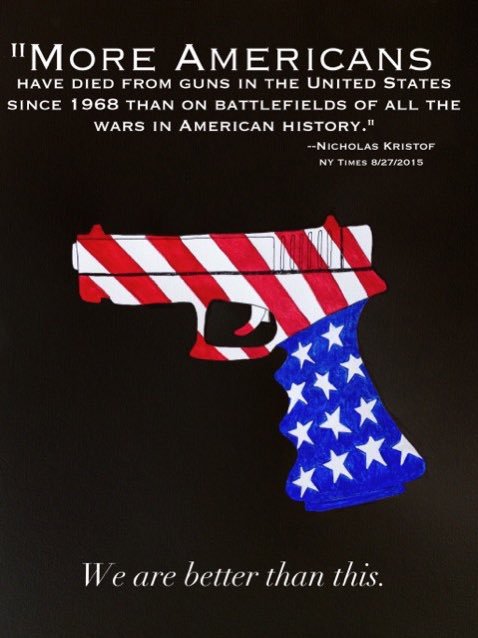 "More Americans
have died from guns in the United States
since 1968 than on battlefields of all the
wars in American history."
--Nicholas Kristof
NY Times 8/27/2015
We are better than this.